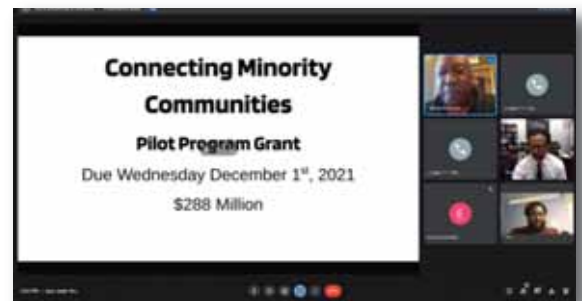 Connecting Minority
Communities
Pilot Program Grant
Due Wednesday December 1st, 2021
$288 Million
E